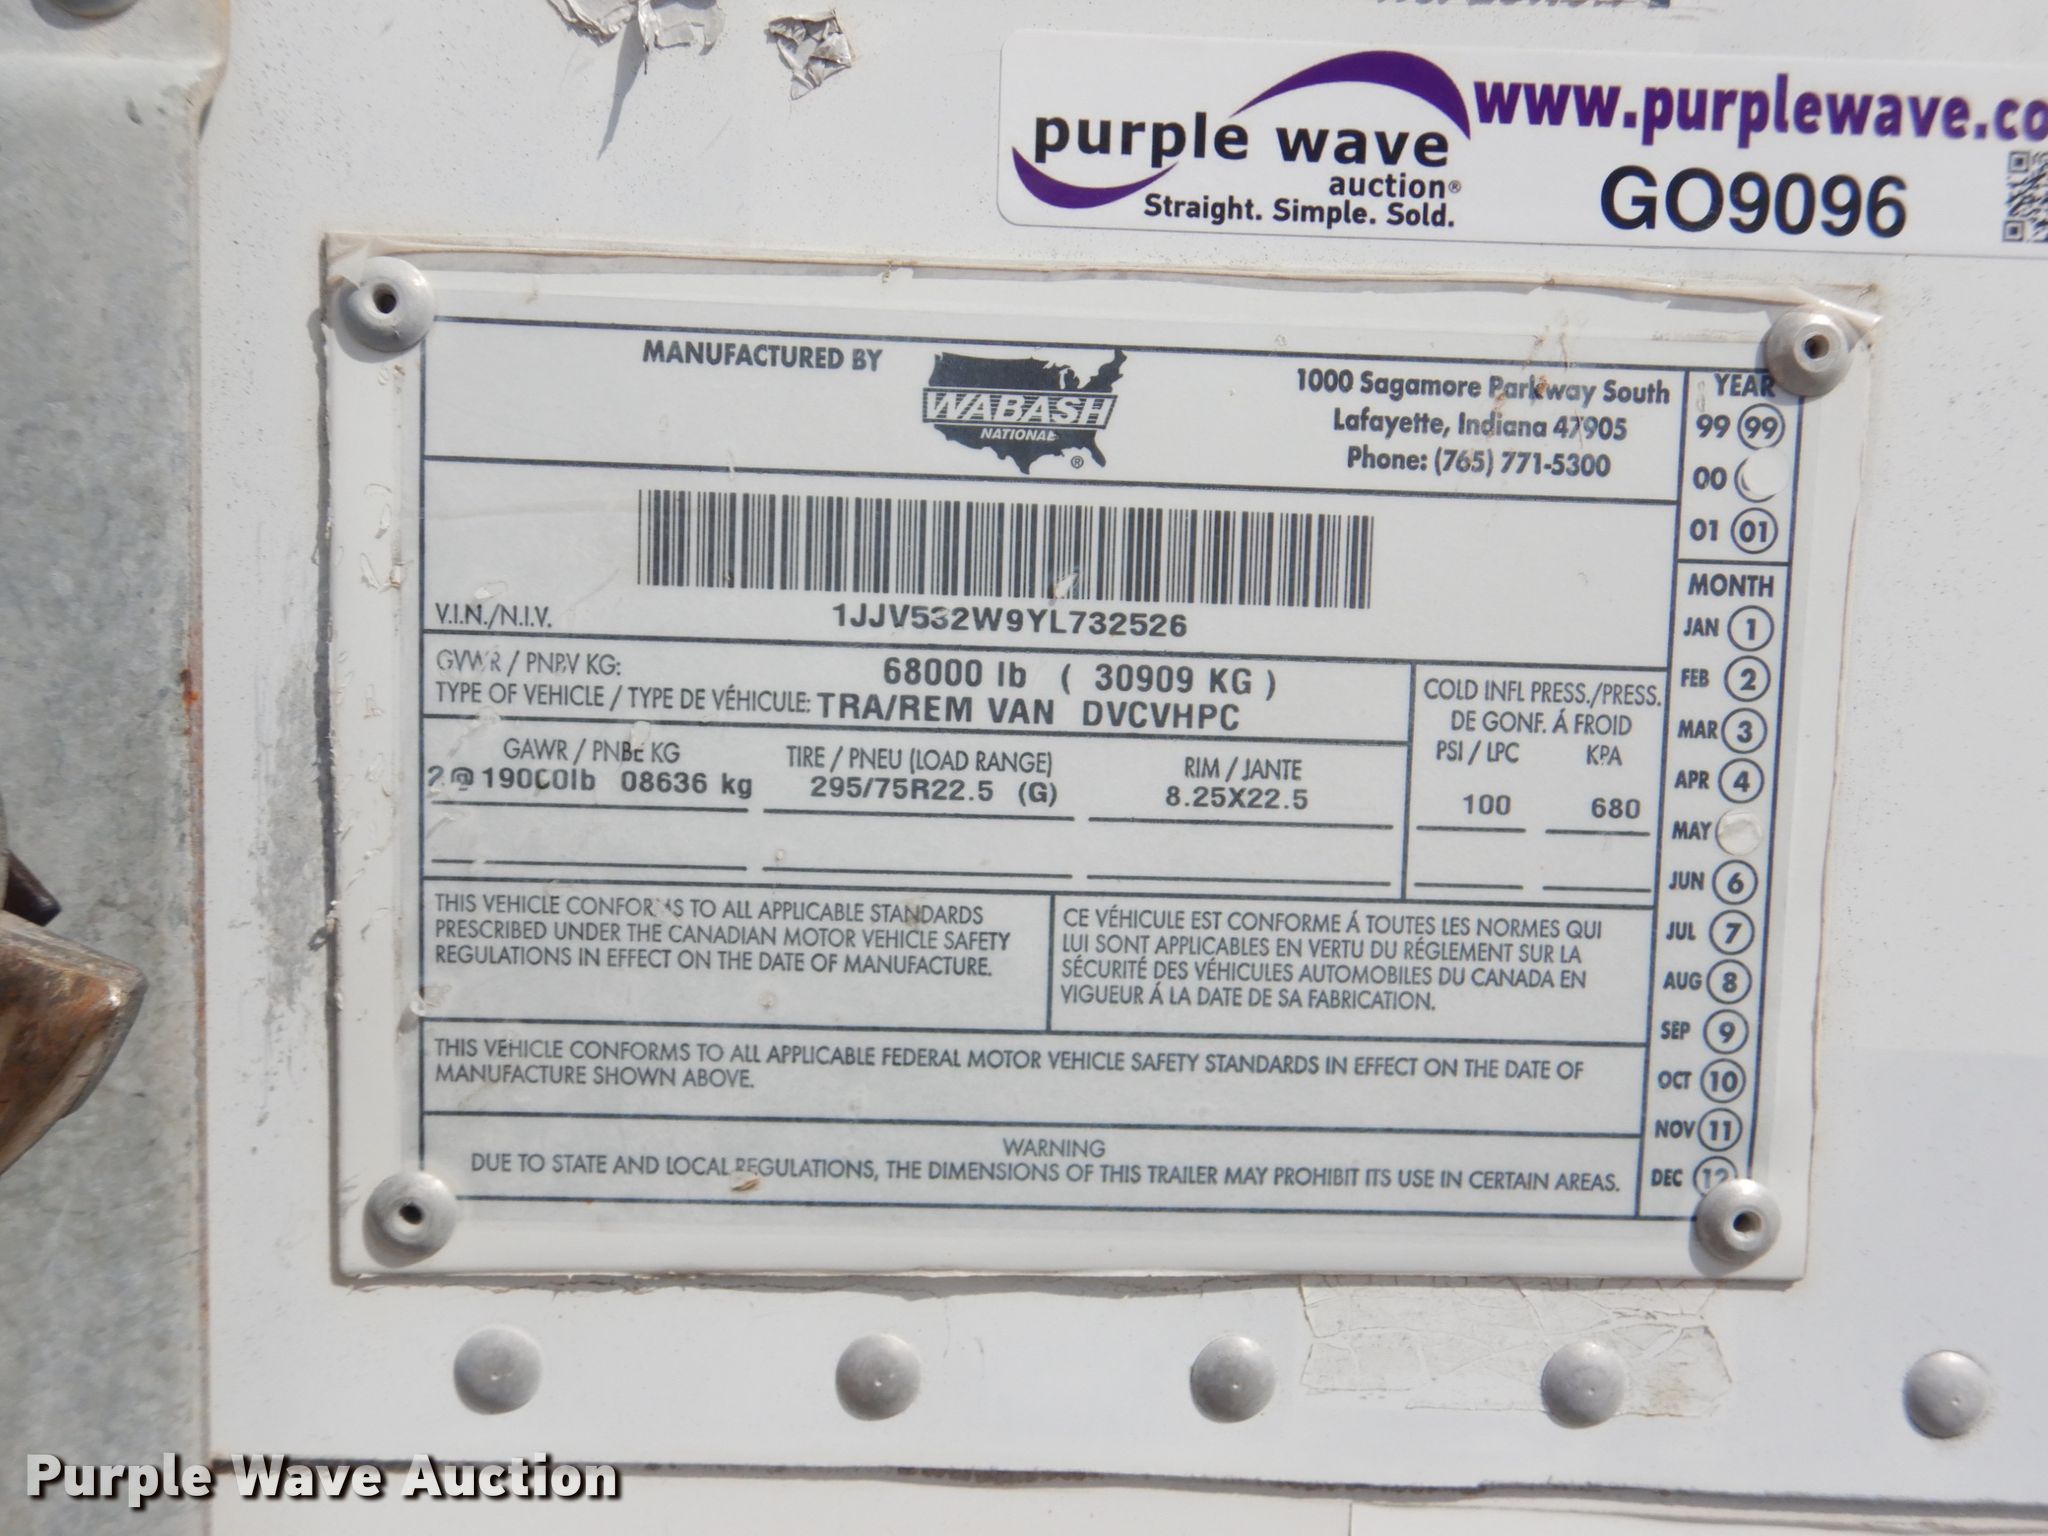 purple wave
auction®
Straight. Simple. Sold.
www.purplewave.co
GO9096
MANUFACTURED BY
WABASH
NATIONAL
®
1000 Sagamore Parkway South
Lafayette, Indiana 47905
Phone: (765) 771-5300
YEAR
99 99
00
01 01
V.I.N./N.I.V.
1JJV532W9YL732526
GVWR / PNBV KG:
68000 lb ( 30909 KG )
TYPE OF VEHICLE / TYPE DE VÉHICULE: TRA/REM VAN DVCVHPC
COLD INFL PRESS./PRESS.
DE GONF. Á FROID
PSI / LPC KPA
100 680
GAWR / PNBE KG
2@19000lb 08636 kg
TIRE / PNEU (LOAD RANGE)
295/75R22.5 (G)
RIM / JANTE
8.25X22.5
MONTH
JAN 1
FEB 2
MAR 3
APR 4
MAY
JUN 6
JUL 7
AUG 8
SEP 9
OCT 10
NOV 11
DEC 12
THIS VEHICLE CONFORMS TO ALL APPLICABLE STANDARDS
PRESCRIBED UNDER THE CANADIAN MOTOR VEHICLE SAFETY
REGULATIONS IN EFFECT ON THE DATE OF MANUFACTURE.
CE VÉHICULE EST CONFORME Á TOUTES LES NORMES QUI
LUI SONT APPLICABLES EN VERTU DU RÉGLEMENT SUR LA
SÉCURITÉ DES VÉHICULES AUTOMOBILES DU CANADA EN
VIGUEUR Á LA DATE DE SA FABRICATION.
THIS VEHICLE CONFORMS TO ALL APPLICABLE FEDERAL MOTOR VEHICLE SAFETY STANDARDS IN EFFECT ON THE DATE OF
MANUFACTURE SHOWN ABOVE.
WARNING
DUE TO STATE AND LOCAL REGULATIONS, THE DIMENSIONS OF THIS TRAILER MAY PROHIBIT ITS USE IN CERTAIN AREAS.
Purple Wave Auction